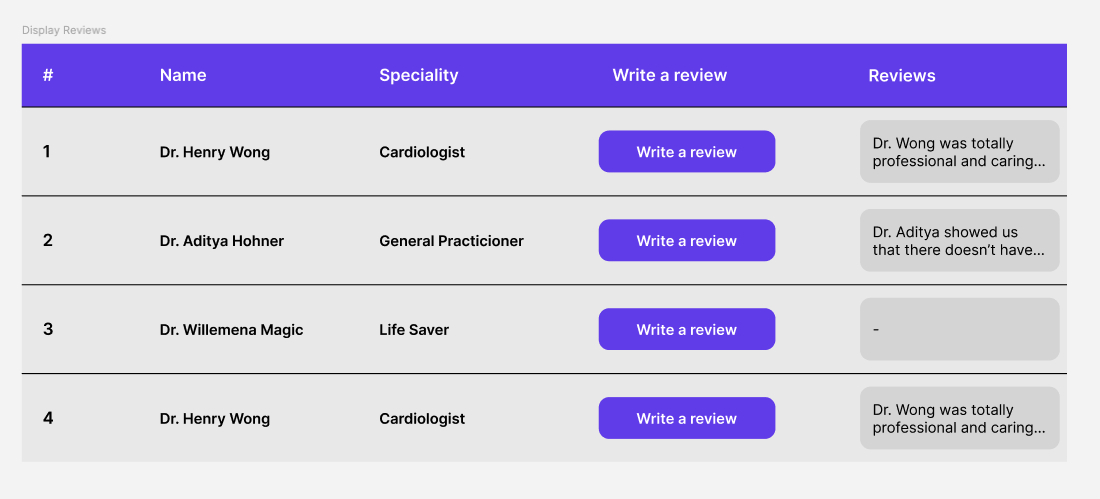 Display Reviews
# Name Speciality Write a review Reviews
1 Dr. Henry Wong Cardiologist Write a review Dr. Wong was totally
professional and caring...
2 Dr. Aditya Hohner General Practicioner Write a review Dr. Aditya showed us
that there doesn’t have...
3 Dr. Willemena Magic Life Saver Write a review -
4 Dr. Henry Wong Cardiologist Write a review Dr. Wong was totally
professional and caring...